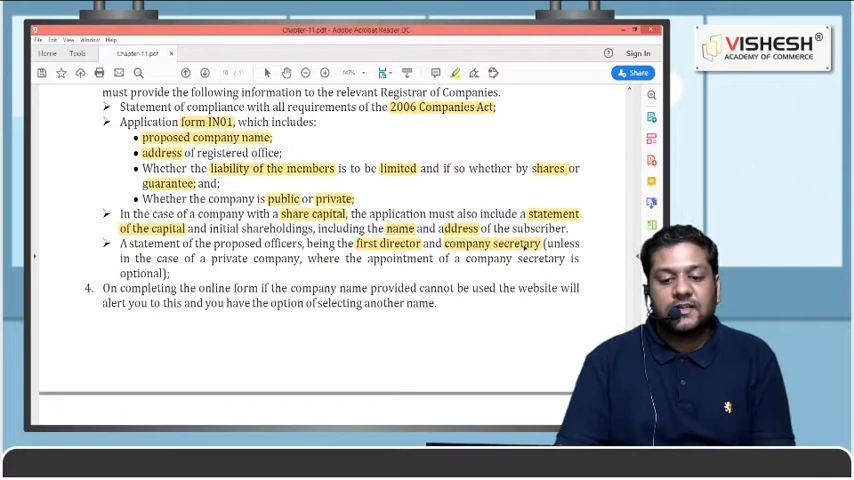 Chapter-11.pdf - Adobe Acrobat Reader DC
File Edit View Window Help
Home Tools Chapter-11.pdf × Sign In
10 / 11 147% Share
must provide the following information to the relevant Registrar of Companies.
➢ Statement of compliance with all requirements of the 2006 Companies Act;
➢ Application form IN01, which includes:
• proposed company name;
• address of registered office;
• Whether the liability of the members is to be limited and if so whether by shares or
guarantee; and;
• Whether the company is public or private;
➢ In the case of a company with a share capital, the application must also include a statement
of the capital and initial shareholdings, including the name and address of the subscriber.
➢ A statement of the proposed officers, being the first director and company secretary (unless
in the case of a private company, where the appointment of a company secretary is
optional);
4. On completing the online form if the company name provided cannot be used the website will
alert you to this and you have the option of selecting another name.
VISHESH®
ACADEMY OF COMMERCE